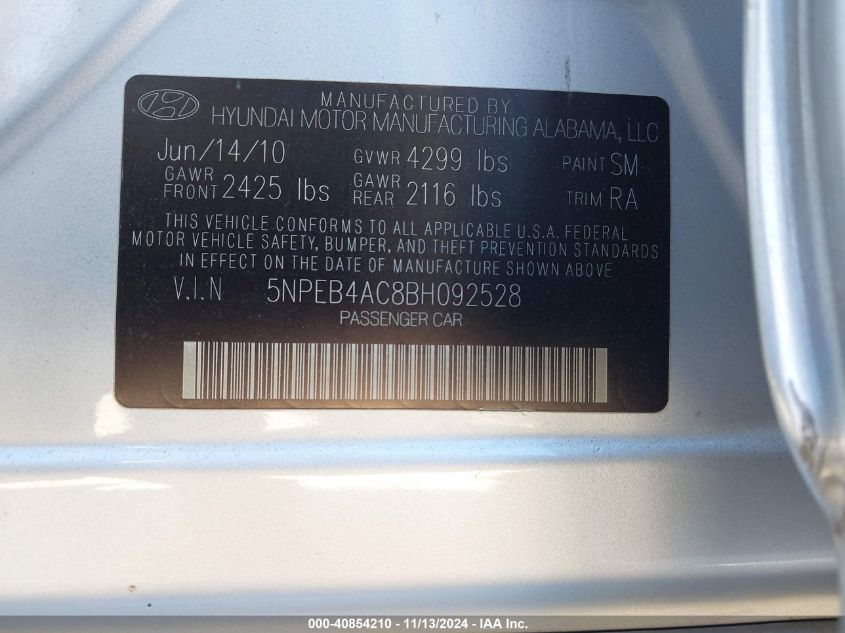 MANUFACTURED BY
HYUNDAI MOTOR MANUFACTURING ALABAMA, LLC
Jun/14/10 GVWR 4299 lbs PAINT SM
GAWR FRONT 2425 lbs GAWR REAR 2116 lbs TRIM RA
THIS VEHICLE CONFORMS TO ALL APPLICABLE U.S.A. FEDERAL
MOTOR VEHICLE SAFETY, BUMPER, AND THEFT PREVENTION STANDARDS
IN EFFECT ON THE DATE OF MANUFACTURE SHOWN ABOVE
V.I.N 5NPEB4AC8BH092528
PASSENGER CAR
000-40854210 - 11/13/2024 - IAA Inc.